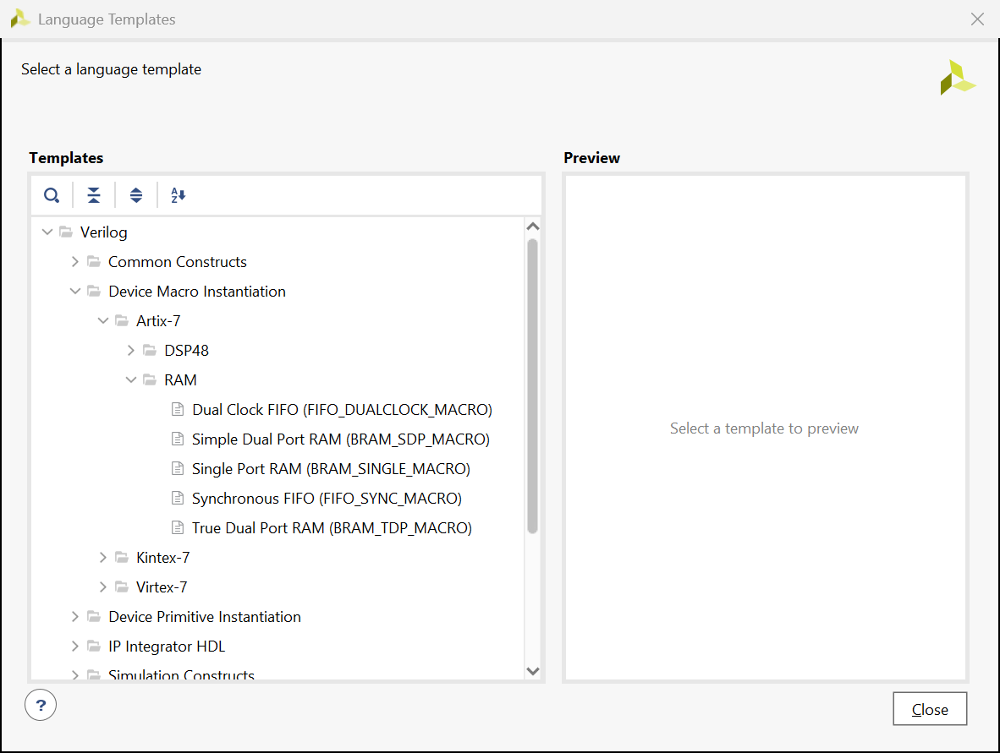 Language Templates
Select a language template
Templates
Preview
A
Z
Verilog
Common Constructs
Device Macro Instantiation
Artix-7
DSP48
RAM
Dual Clock FIFO (FIFO_DUALCLOCK_MACRO)
Simple Dual Port RAM (BRAM_SDP_MACRO)
Select a template to preview
Single Port RAM (BRAM_SINGLE_MACRO)
Synchronous FIFO (FIFO_SYNC_MACRO)
True Dual Port RAM (BRAM_TDP_MACRO)
Kintex-7
Virtex-7
Device Primitive Instantiation
IP Integrator HDL
Simulation Constructs
?
Close